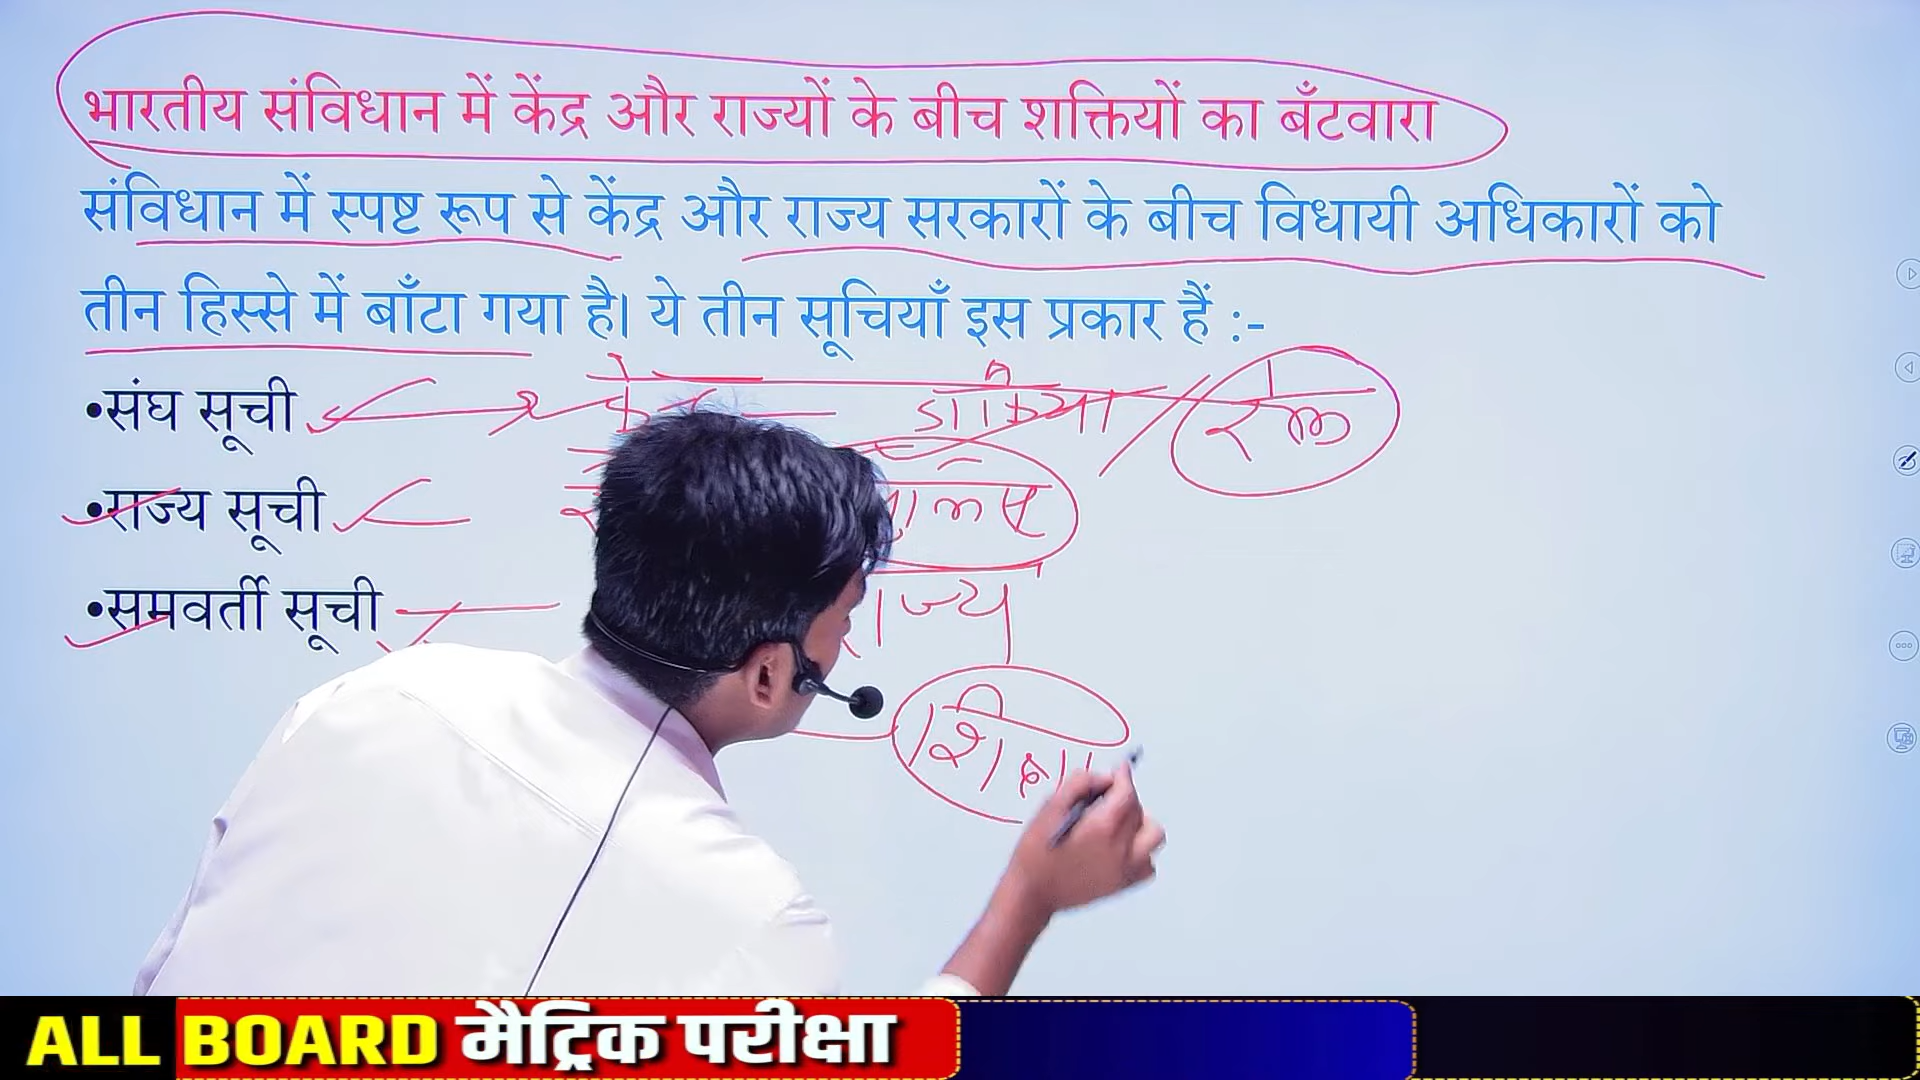 भारतीय संविधान में केंद्र और राज्यों के बीच शक्तियों का बँटवारा
संविधान में स्पष्ट रूप से केंद्र और राज्य सरकारों के बीच विधायी अधिकारों को
तीन हिस्से में बाँटा गया है। ये तीन सूचियाँ इस प्रकार हैं :-
•संघ सूची रेल
•राज्य सूची
•समवर्ती सूची राज्य
शिक्षा
ALL BOARD मैट्रिक परीक्षा